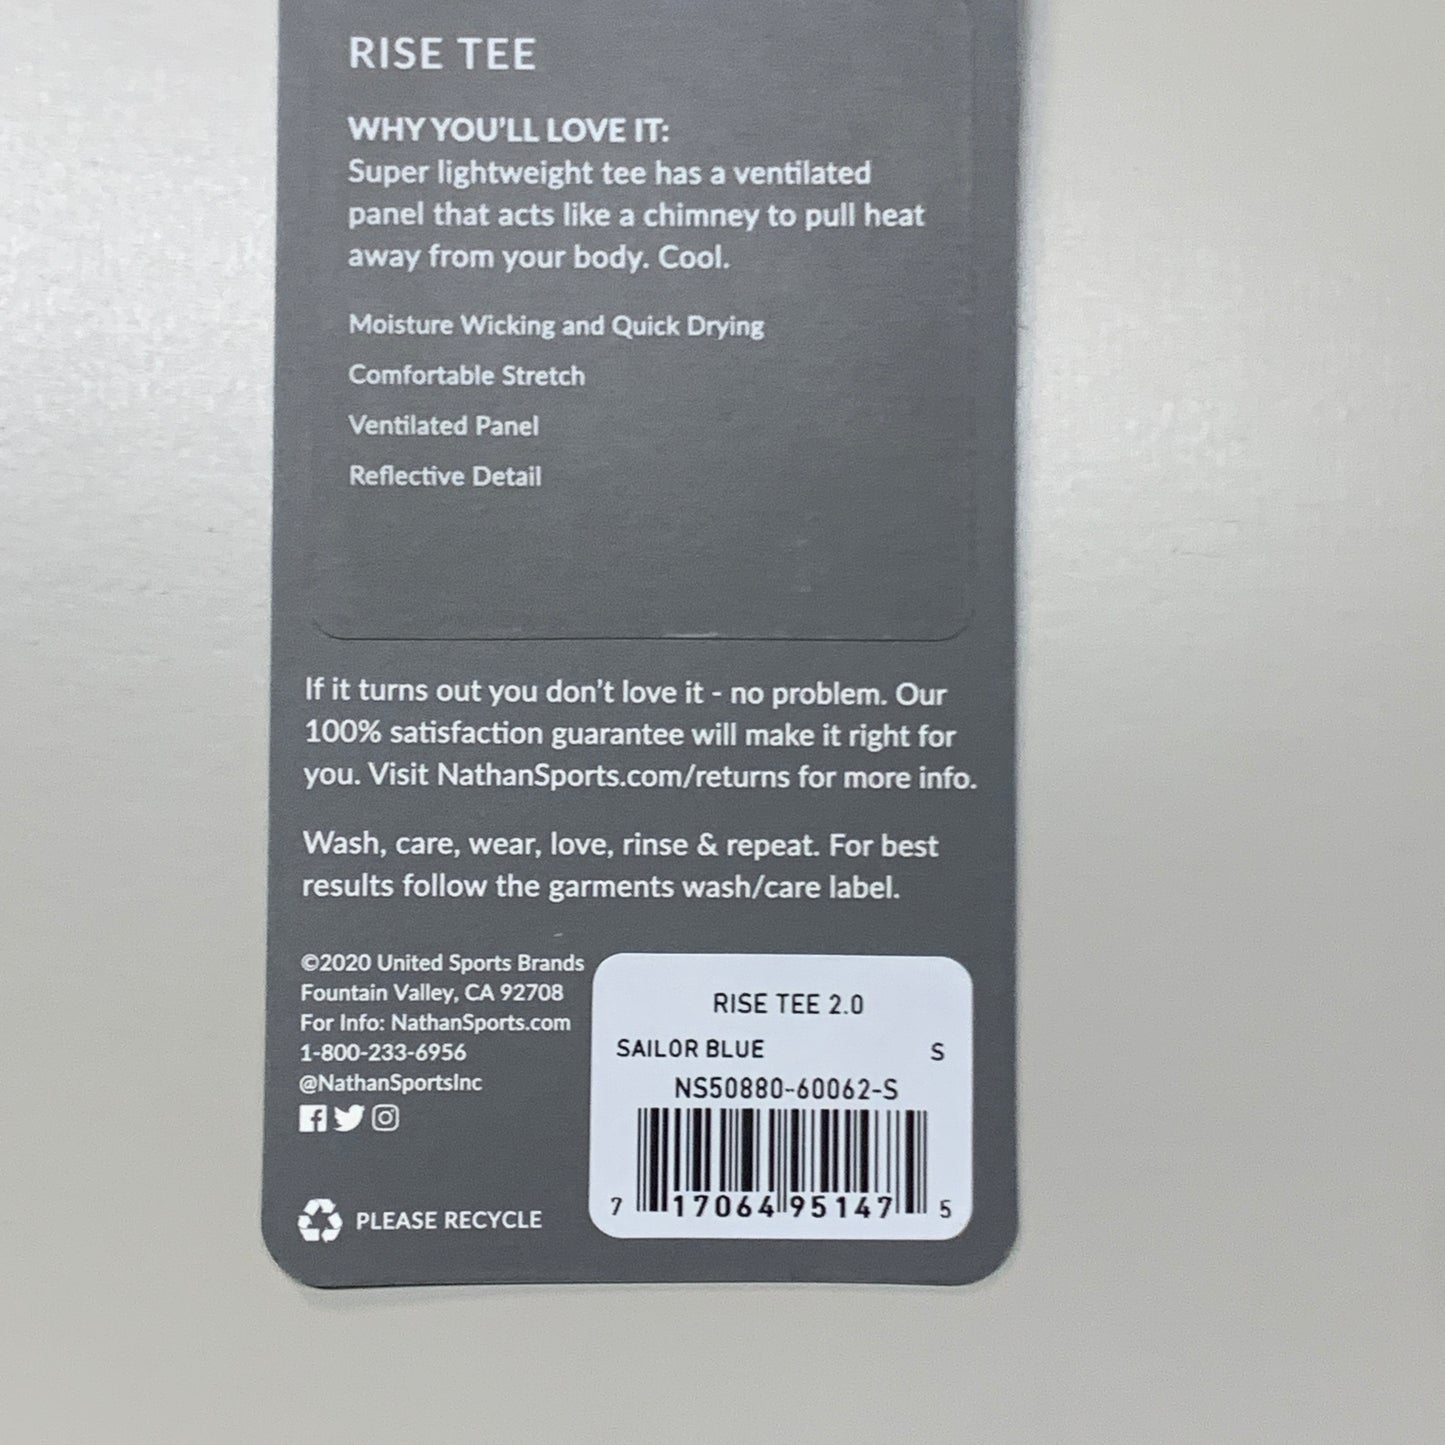 RISE TEE
WHY YOU'LL LOVE IT:
Super lightweight tee has a ventilated
panel that acts like a chimney to pull heat
away from your body. Cool.
Moisture Wicking and Quick Drying
Comfortable Stretch
Ventilated Panel
Reflective Detail
If it turns out you don't love it - no problem. Our
100% satisfaction guarantee will make it right for
you. Visit NathanSports.com/returns for more info.
Wash, care, wear, love, rinse & repeat. For best
results follow the garments wash/care label.
©2020 United Sports Brands
Fountain Valley, CA 92708
For Info: NathanSports.com
1-800-233-6956
@NathanSportsInc
PLEASE RECYCLE
RISE TEE 2.0
SAILOR BLUE S
NS50880-60062-S
7 17064 95147 5